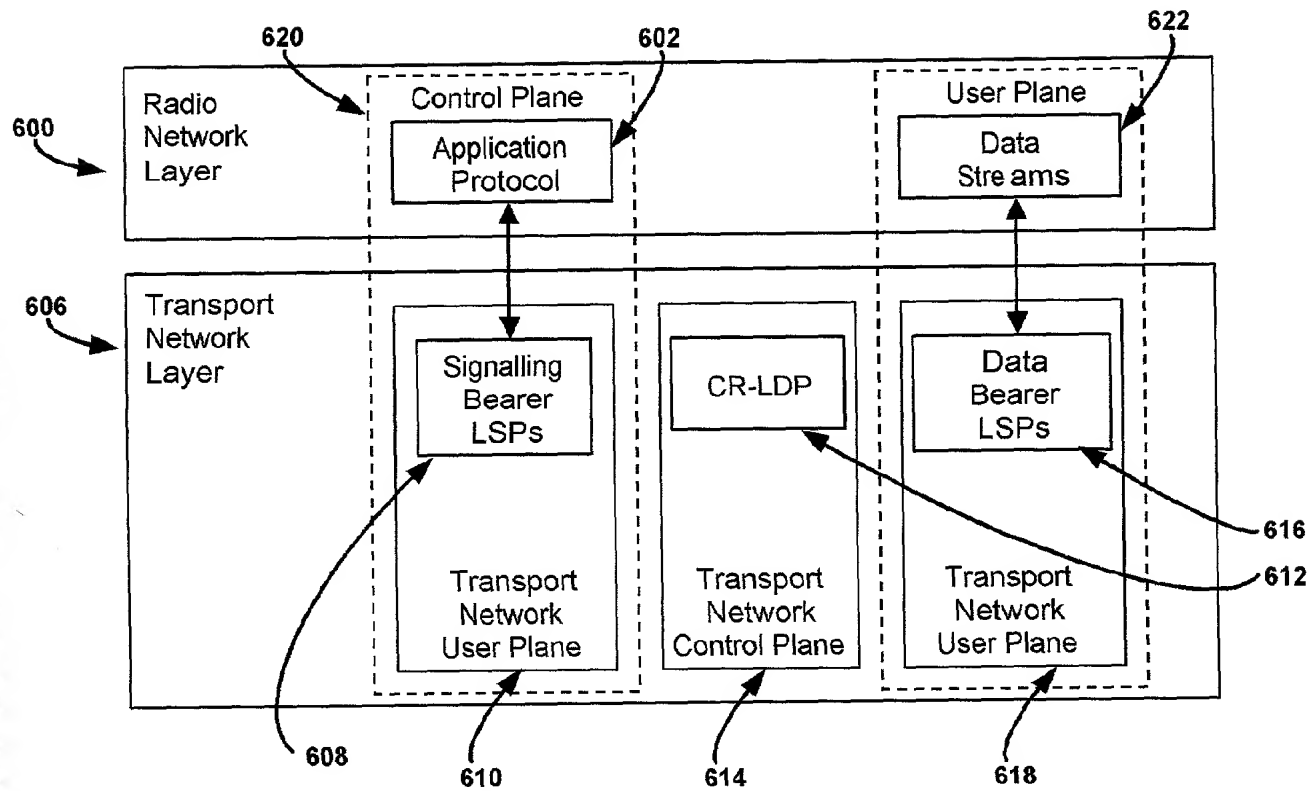 620
602
622
Control Plane
User Plane
Radio
Network
Layer
600
Application
Protocol
Data
Streams
606
Transport
Network
Layer
Signalling
Bearer
LSPs
CR-LDP
Data
Bearer
LSPs
616
612
Transport
Network
User Plane
Transport
Network
Control Plane
Transport
Network
User Plane
608
610
614
618